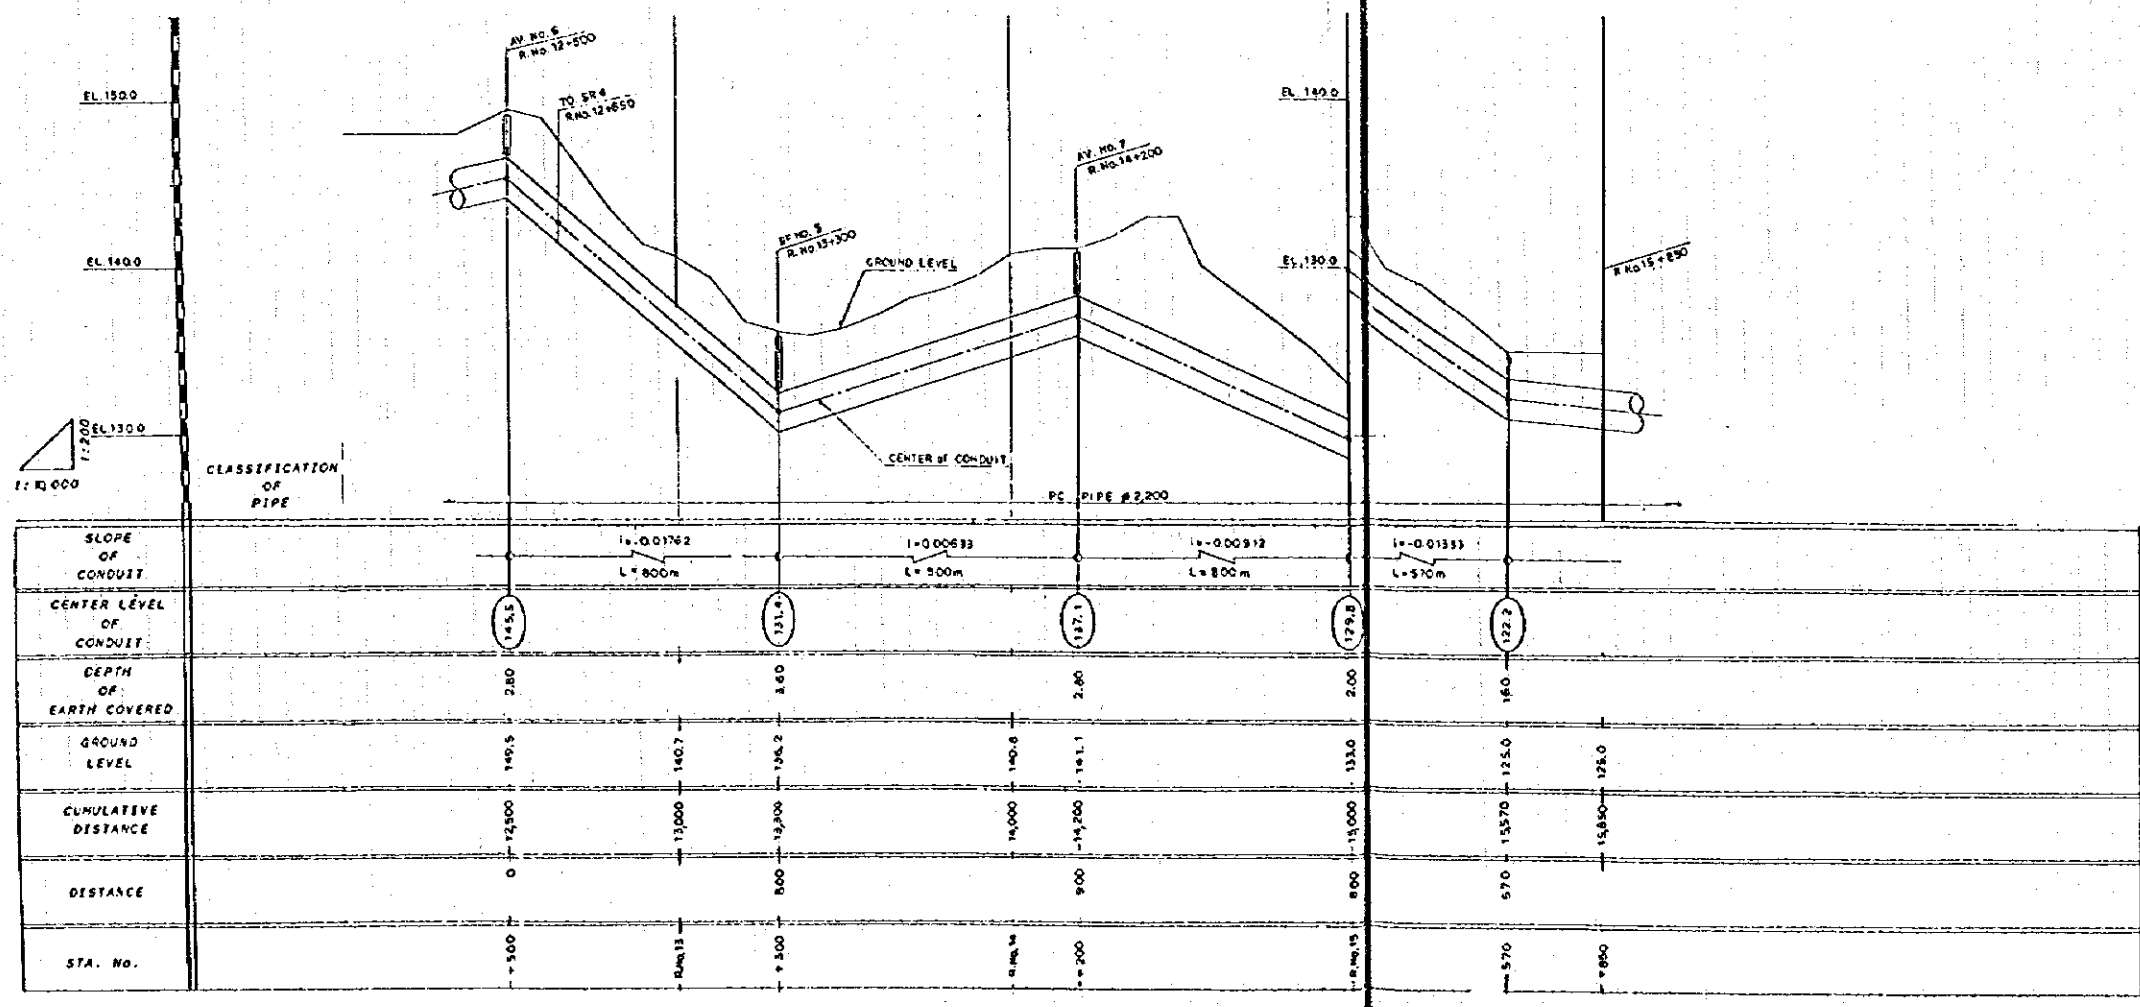 AV. NO. 6
R. No. 12+500
TO SR4
R.No. 12+650
EL.150.0
EL.140.0
EL.130.0
1:200
1:10,000
BF NO. 5
R. No.13+300
GROUND LEVEL
CENTER OF CONDUIT
AV. NO. 7
R. No. 14+200
EL. 140.0
EL. 130.0
R No 15 +850
CLASSIFICATION
OF
PIPE
PC PIPE ø2,200
SLOPE
OF
CONDUIT
i=-0.01762
L=800m
i=0.00633
L=900m
i=-0.00912
L=800m
i=-0.01333
L=570m
CENTER LEVEL
OF
CONDUIT
145.5
131.4
137.1
129.8
122.2
DEPTH
OF
EARTH COVERED
2.80
3.60
2.80
2.00
1.60
GROUND
LEVEL
149.5
140.7
136.2
140.8
141.1
133.0
125.0
125.0
CUMULATIVE
DISTANCE
12,500
13,000
13,300
14,000
14,200
15,000
15,570
15,850
DISTANCE
0
800
900
800
570
STA. No.
+500
R.No.13
+300
R.No.14
+200
R.No.15
+570
+850